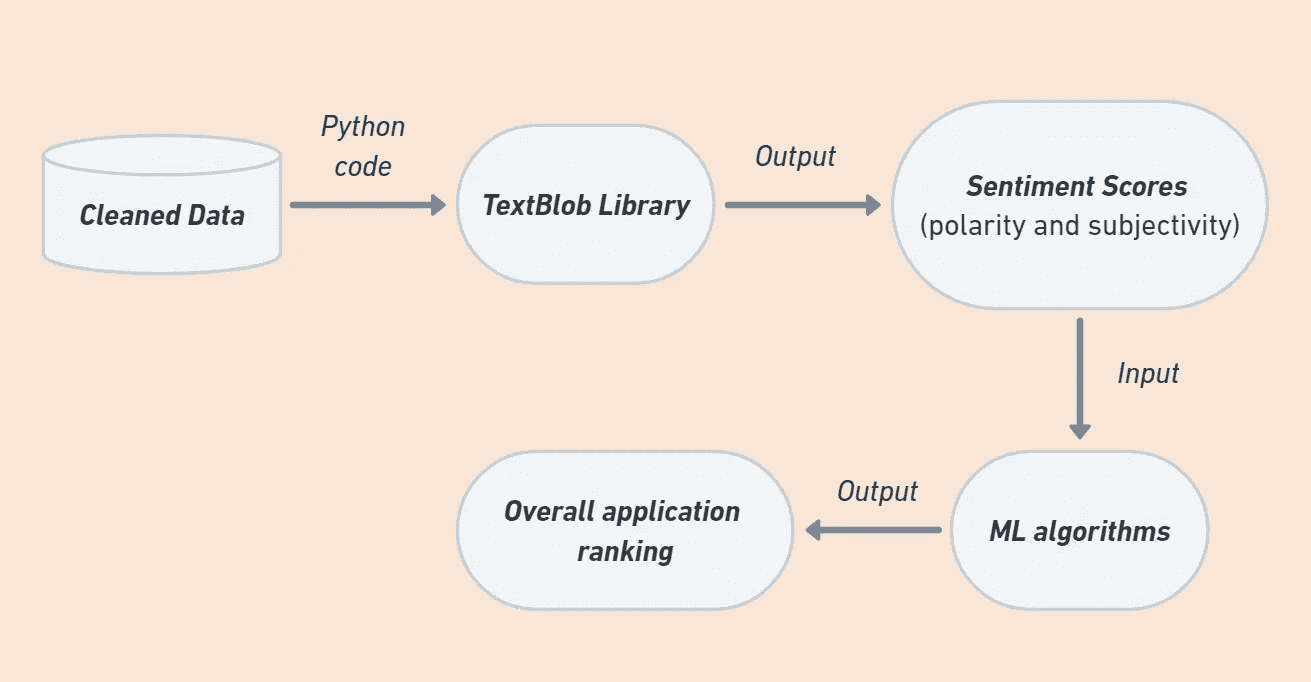 Cleaned Data
Python
code
TextBlob Library
Output
Sentiment Scores
(polarity and subjectivity)
Input
ML algorithms
Output
Overall application
ranking